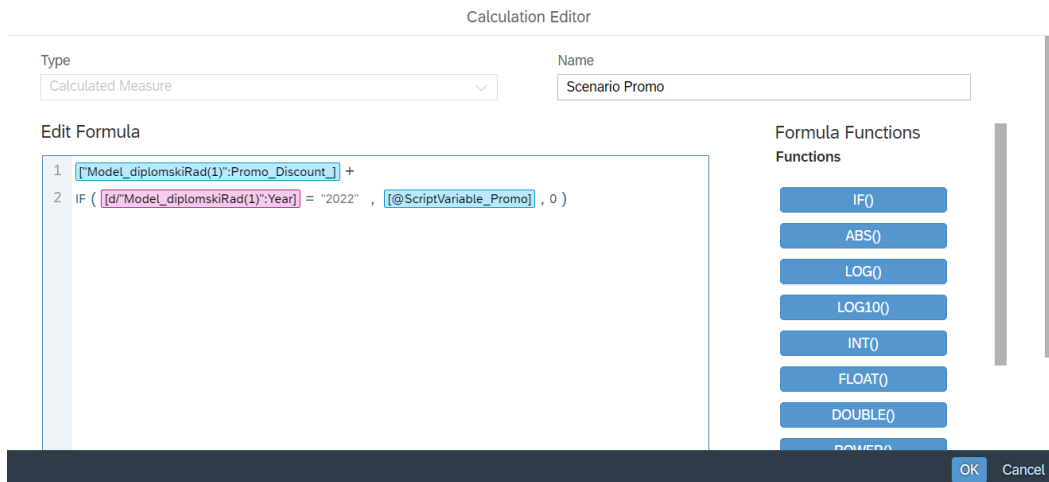 Calculation Editor
Type
Name
Calculated Measure
Scenario Promo
Edit Formula
1 ["Model_diplomskiRad(1)":Promo_Discount_] +
2 IF ( [d/"Model_diplomskiRad(1)":Year] = "2022" , [@ScriptVariable_Promo] , 0 )
Formula Functions
Functions
IF()
ABS()
LOG()
LOG10()
INT()
FLOAT()
DOUBLE()
POWER()
OK Cancel